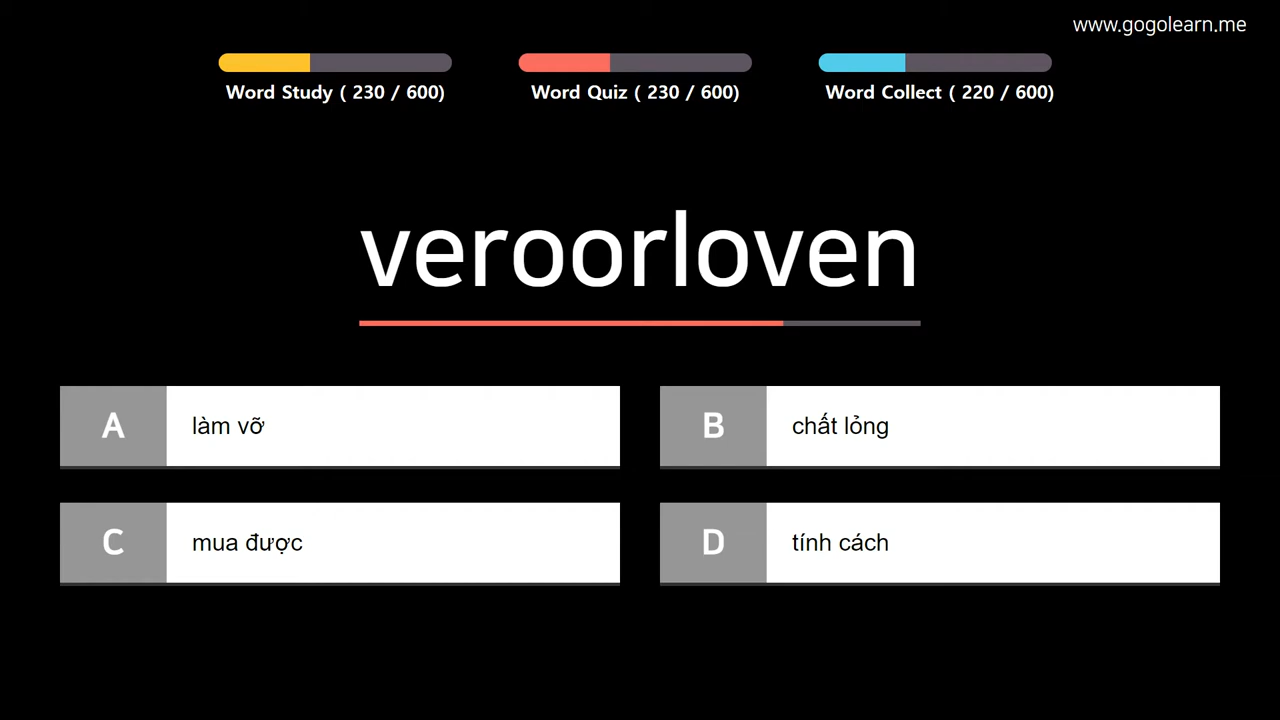 www.gogolearn.me
Word Study ( 230 / 600)
Word Quiz ( 230 / 600)
Word Collect ( 220 / 600)
veroorloven
A
làm vỡ
B
chất lỏng
C
mua được
D
tính cách